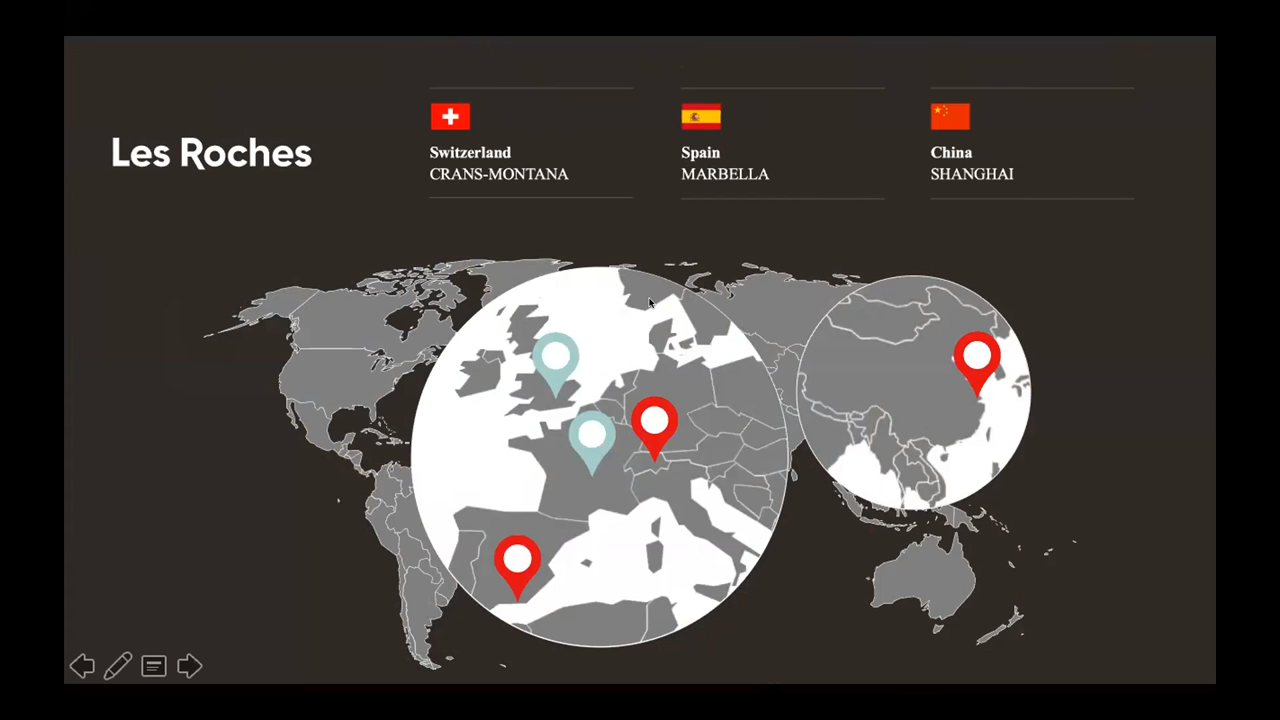 Les Roches
Switzerland
CRANS-MONTANA
Spain
MARBELLA
China
SHANGHAI